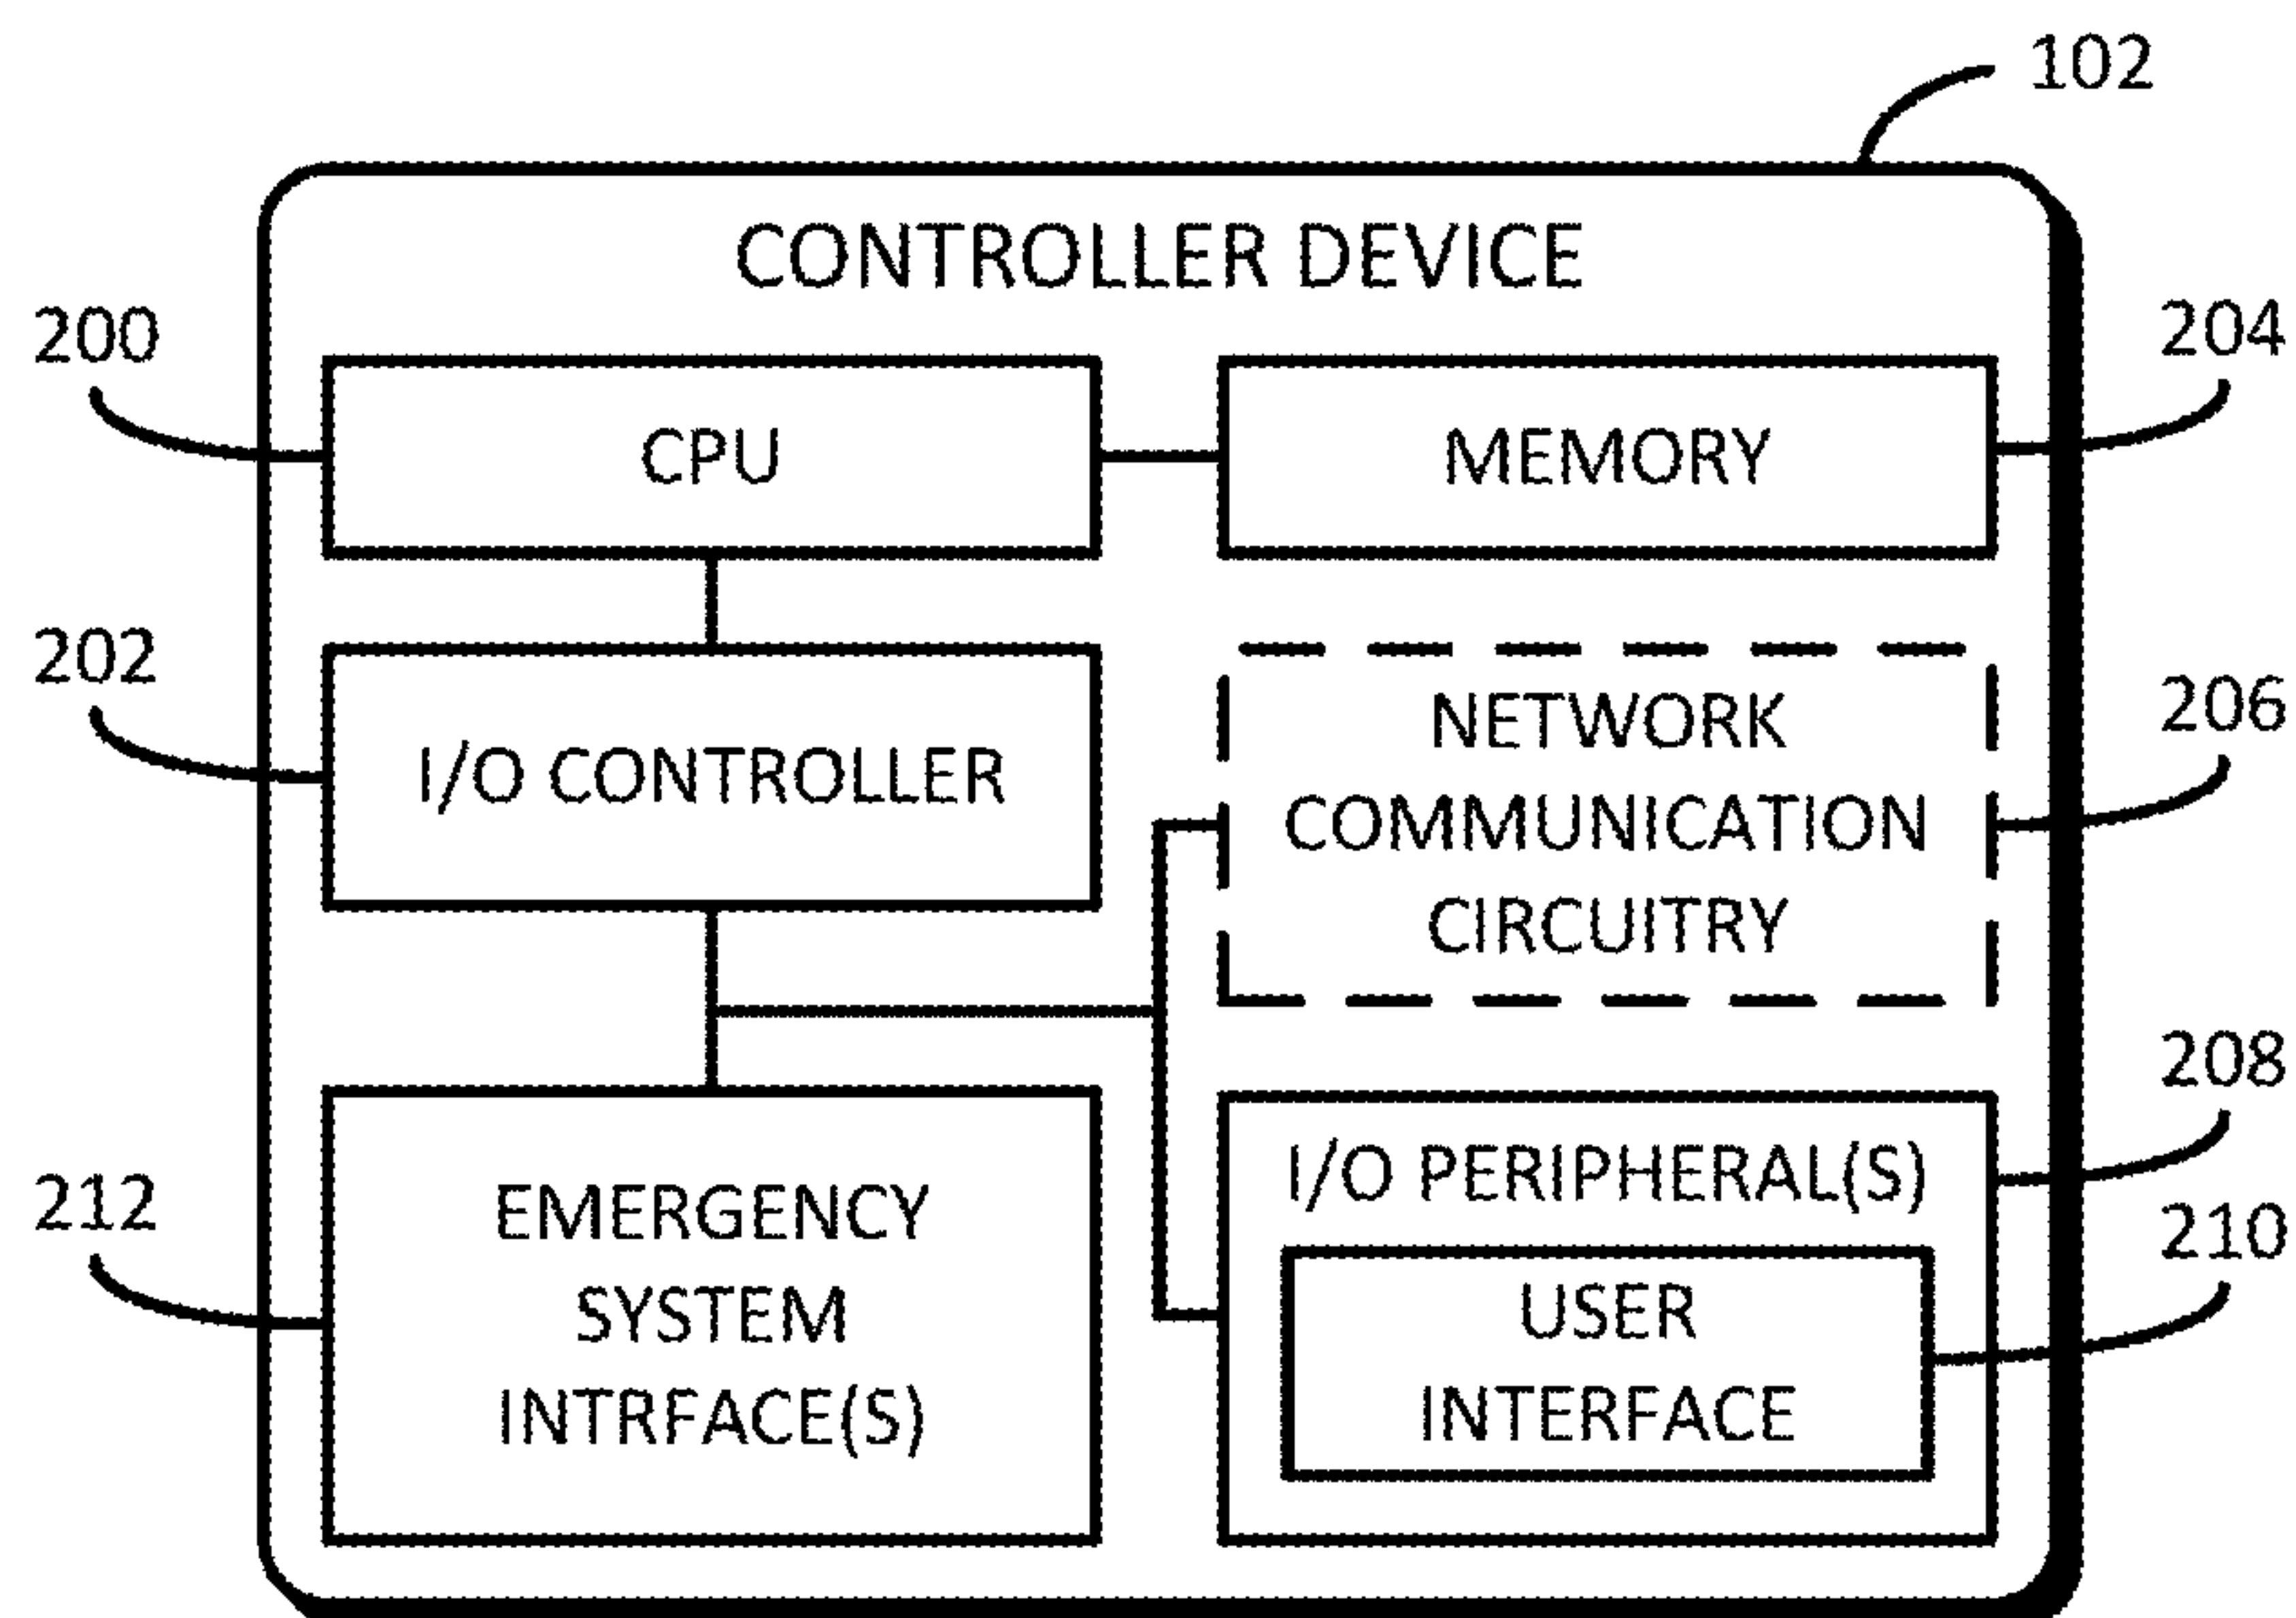 102
CONTROLLER DEVICE
200
204
CPU
MEMORY
202
206
I/O CONTROLLER
NETWORK
COMMUNICATION
CIRCUITRY
208
212
210
EMERGENCY
SYSTEM
INTRFACE(S)
I/O PERIPHERAL(S)
USER
INTERFACE